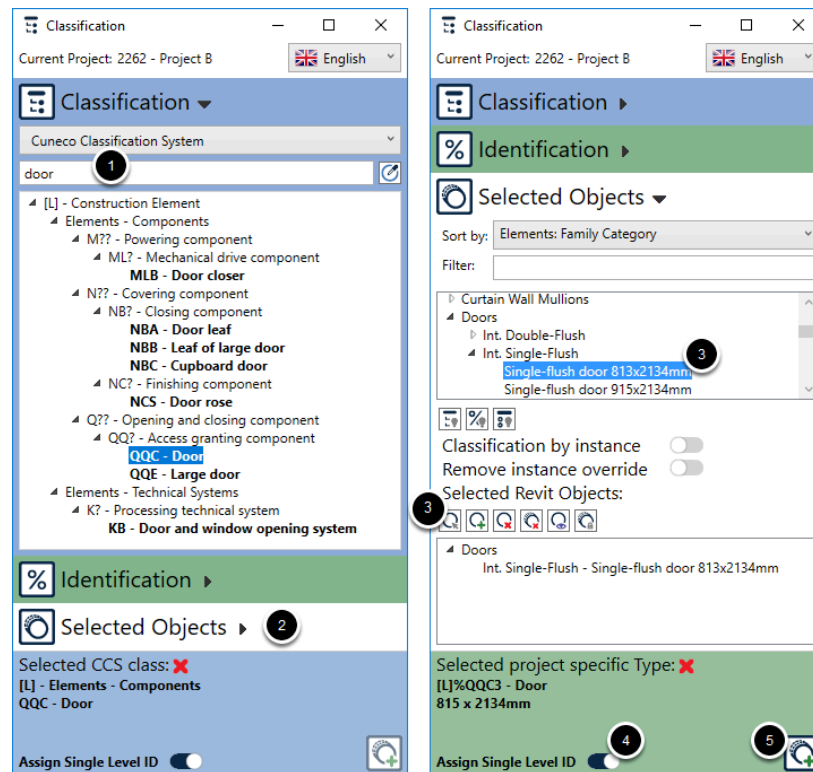 Classification
Current Project: 2262 - Project B
English
Classification
Cuneco Classification System
1
door
[L] - Construction Element
Elements - Components
M?? - Powering component
ML? - Mechanical drive component
MLB - Door closer
N?? - Covering component
NB? - Closing component
NBA - Door leaf
NBB - Leaf of large door
NBC - Cupboard door
NC? - Finishing component
NCS - Door rose
Q?? - Opening and closing component
QQ? - Access granting component
QQC - Door
QQE - Large door
Elements - Technical Systems
K? - Processing technical system
KB - Door and window opening system
% Identification
Selected Objects
2
Selected CCS class:
[L] - Elements - Components
QQC - Door
Assign Single Level ID
Classification
Current Project: 2262 - Project B
English
Classification
% Identification
Selected Objects
Sort by: Elements: Family Category
Filter:
Curtain Wall Mullions
Doors
Int. Double-Flush
Int. Single-Flush
3
Single-flush door 813x2134mm
Single-flush door 915x2134mm
%
Classification by instance
Remove instance override
Selected Revit Objects:
3
Doors
Int. Single-Flush - Single-flush door 813x2134mm
Selected project specific Type:
[L]%QQC3 - Door
815 x 2134mm
4
5
Assign Single Level ID